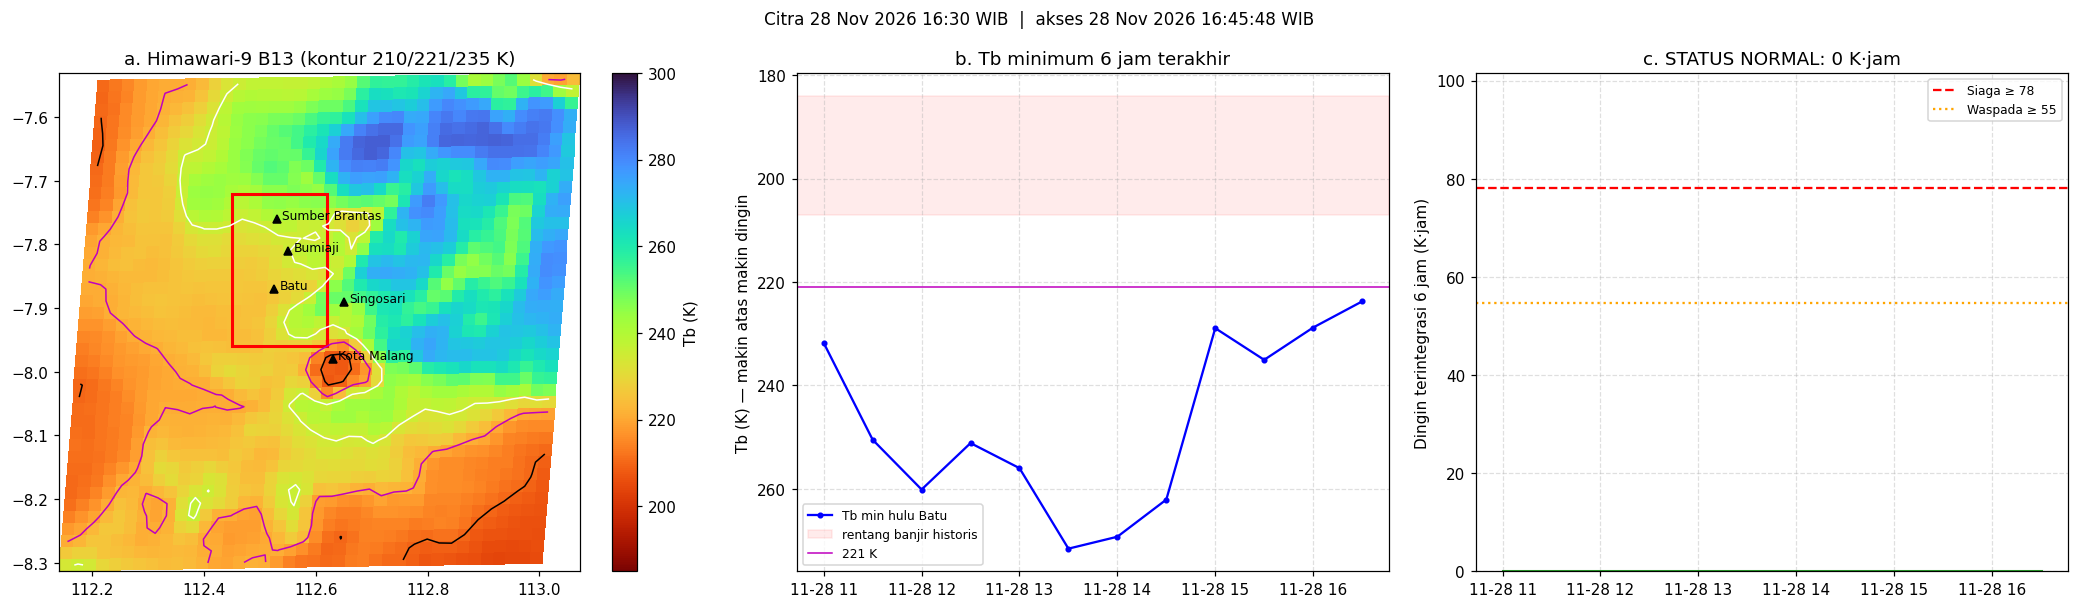 Citra 28 Nov 2026 16:30 WIB  |  akses 28 Nov 2026 16:45:48 WIB
a. Himawari-9 B13 (kontur 210/221/235 K)
−7.6
−7.7
−7.8
−7.9
−8.0
−8.1
−8.2
−8.3
112.2
112.4
112.6
112.8
113.0
Sumber Brantas
Bumiaji
Batu
Singosari
Kota Malang
300
280
260
240
220
200
Tb (K)
b. Tb minimum 6 jam terakhir
Tb (K) — makin atas makin dingin
180
200
220
240
260
Tb min hulu Batu
rentang banjir historis
221 K
11-28 11
11-28 12
11-28 13
11-28 14
11-28 15
11-28 16
c. STATUS NORMAL: 0 K·jam
Dingin terintegrasi 6 jam (K·jam)
100
80
60
40
20
0
Siaga ≥ 78
Waspada ≥ 55
11-28 11
11-28 12
11-28 13
11-28 14
11-28 15
11-28 16